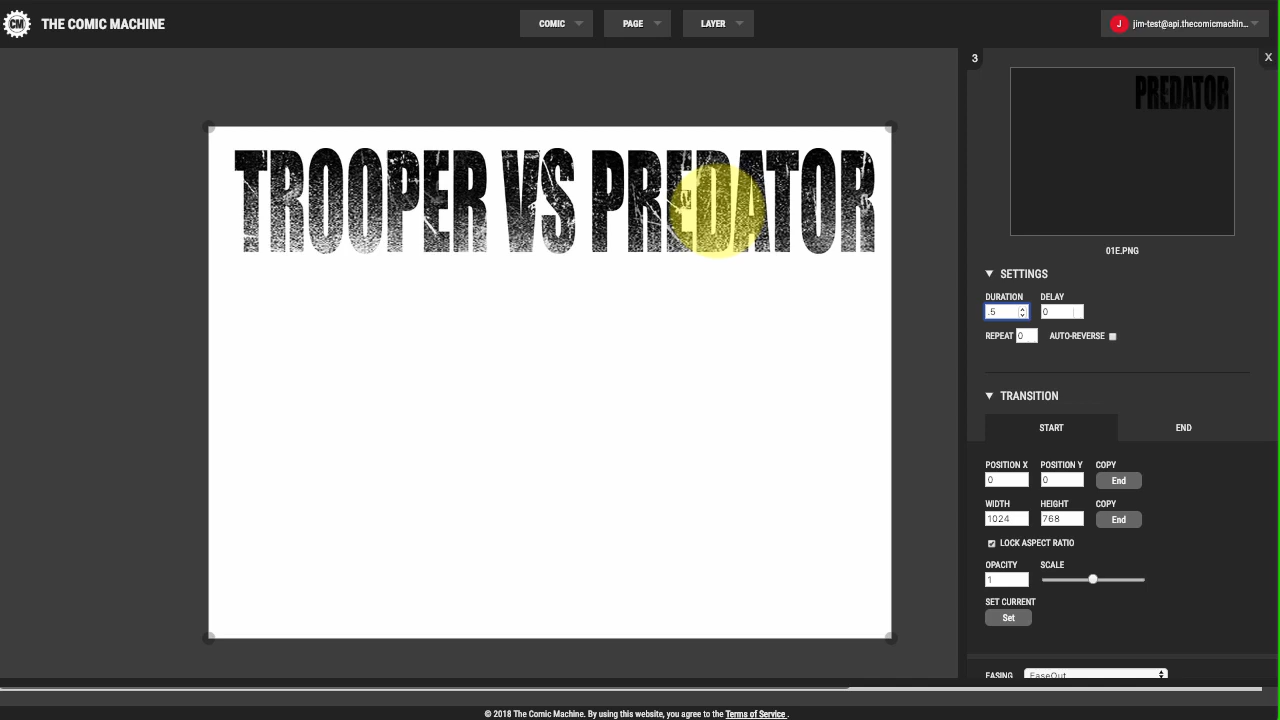 CM THE COMIC MACHINE
COMIC PAGE LAYER
J jim-test@api.thecomicmachin...
3 X
PREDATOR
TROOPER VS PREDATOR
01E.PNG
SETTINGS
DURATION DELAY
.5 0
REPEAT 0 AUTO-REVERSE
TRANSITION
START END
POSITION X POSITION Y COPY
0 0 End
WIDTH HEIGHT COPY
1024 768 End
LOCK ASPECT RATIO
OPACITY SCALE
1
SET CURRENT
Set
EASING EaseOut
© 2018 The Comic Machine. By using this website, you agree to the Terms of Service .